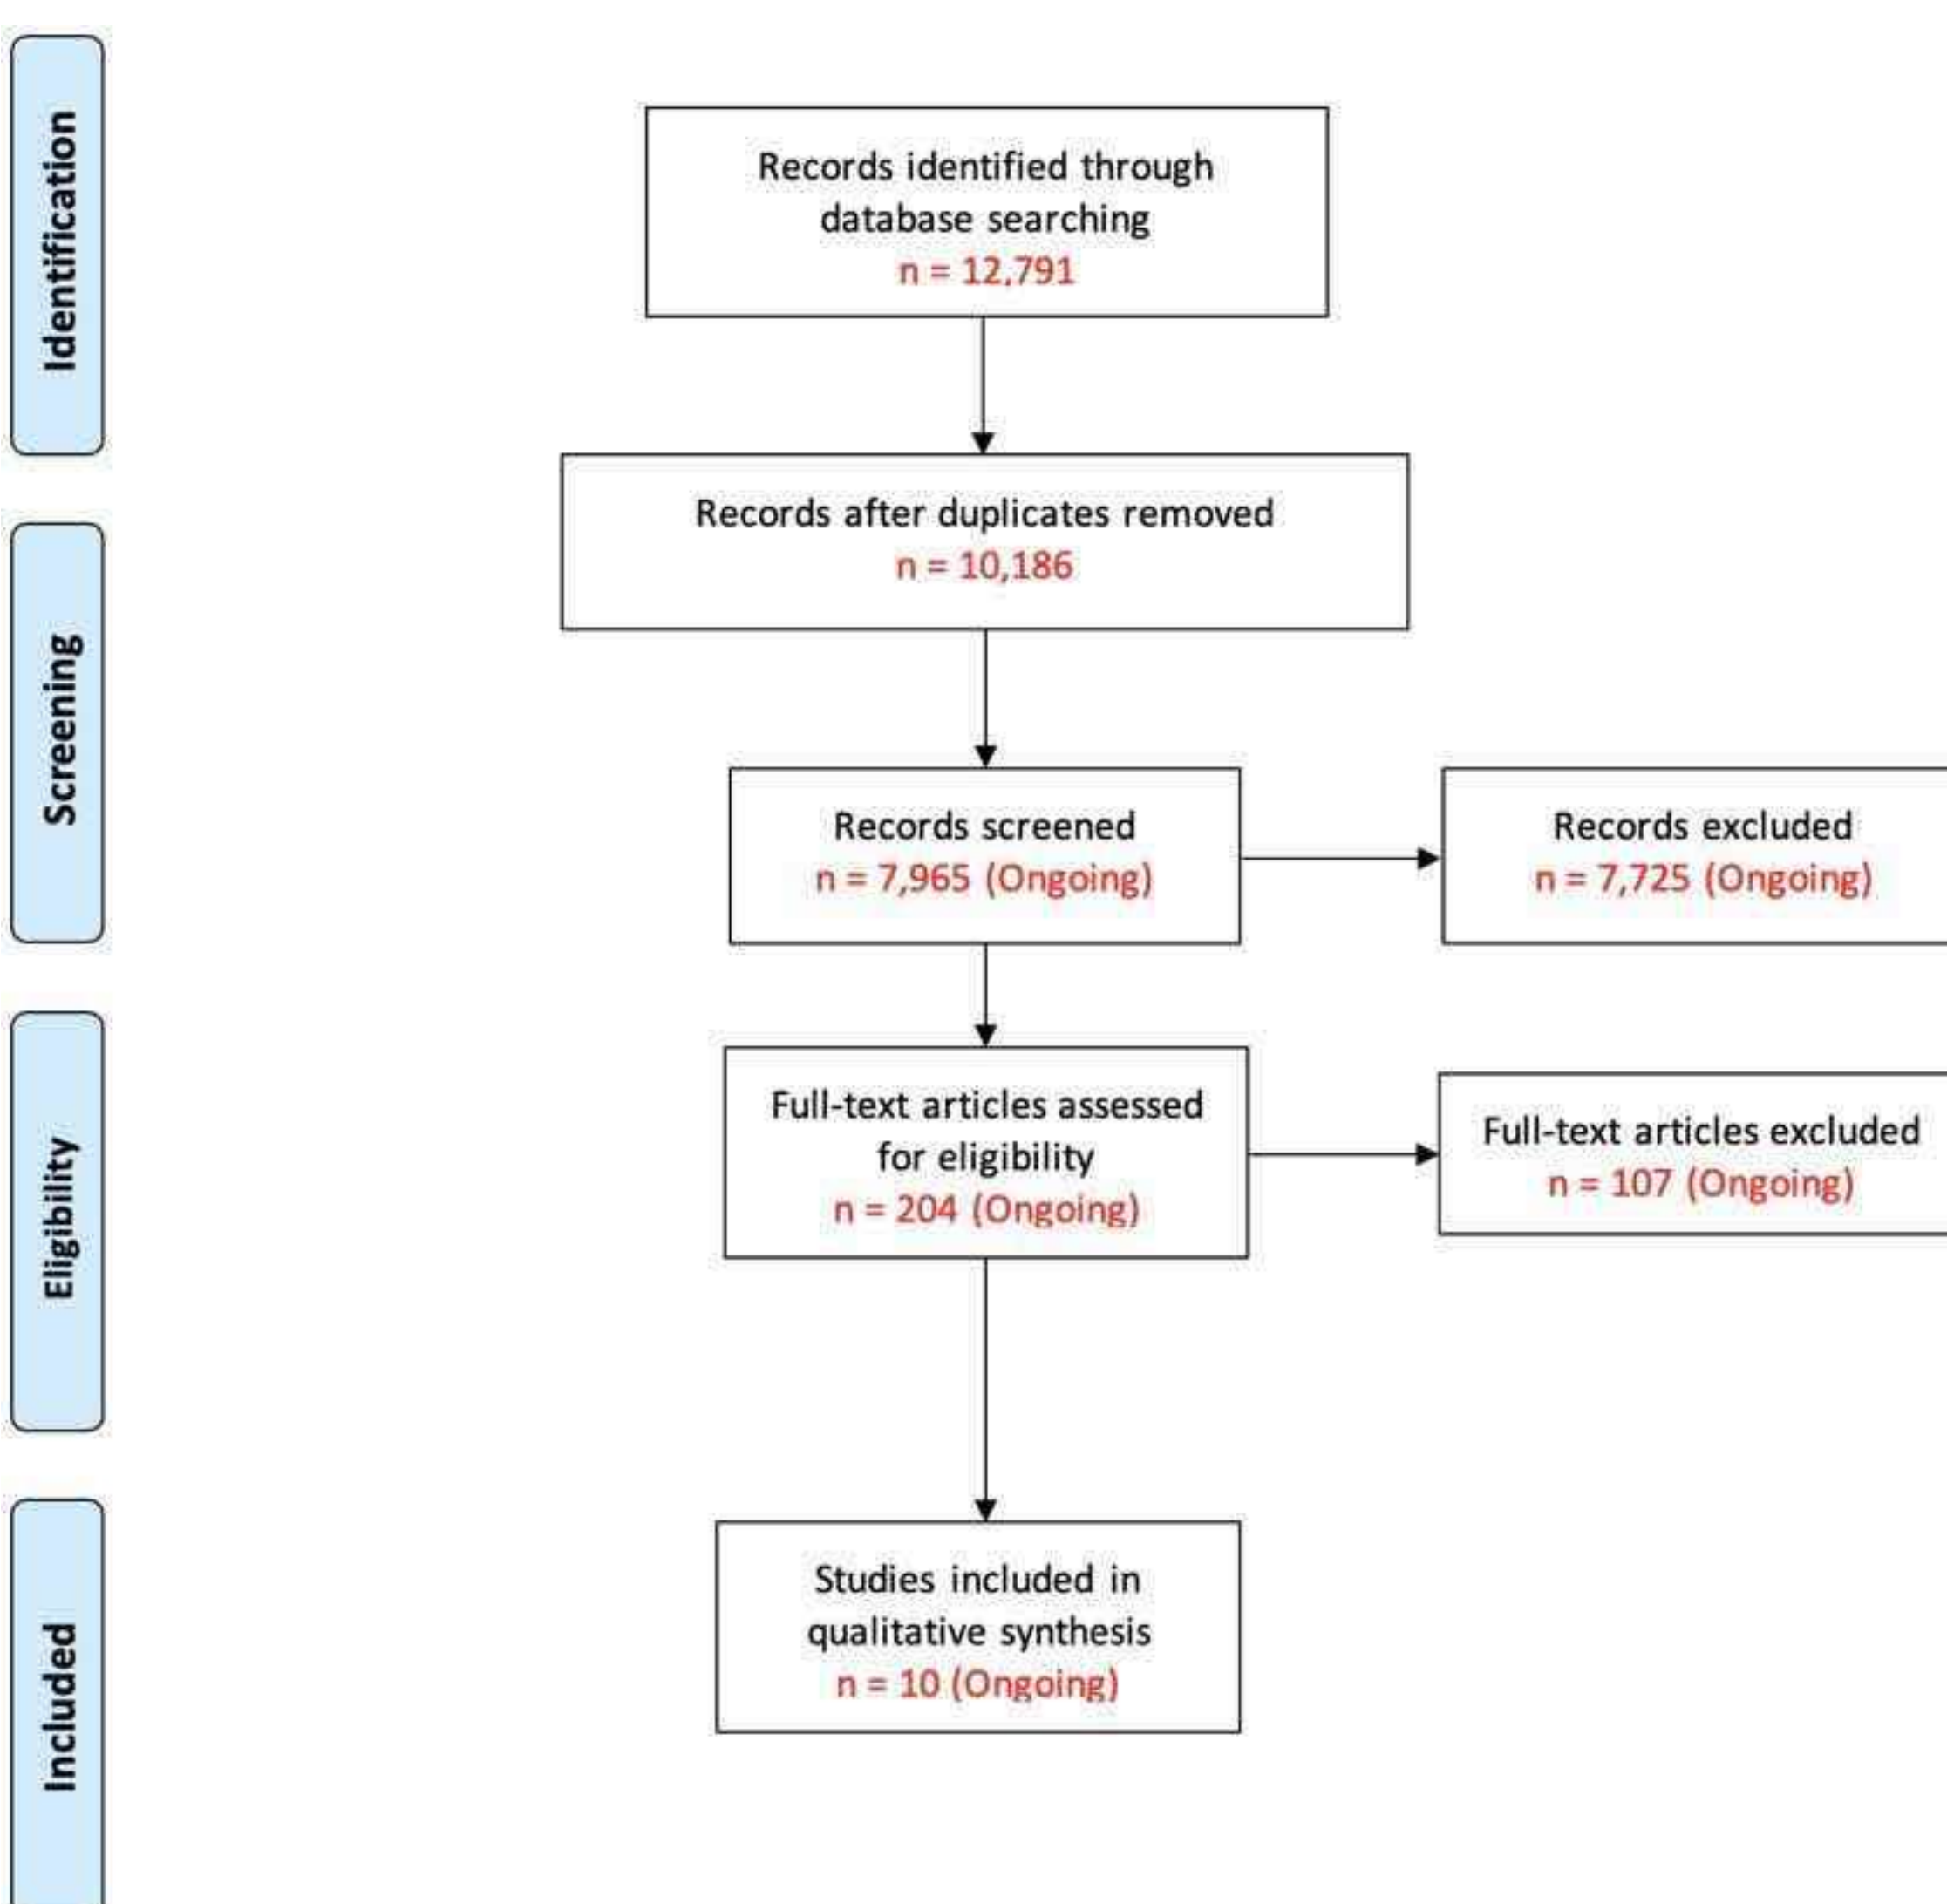 Identification
Records identified through
database searching
n = 12,791
Records after duplicates removed
n = 10,186
Screening
Records screened
n = 7,965 (Ongoing)
Records excluded
n = 7,725 (Ongoing)
Eligibility
Full-text articles assessed
for eligibility
n = 204 (Ongoing)
Full-text articles excluded
n = 107 (Ongoing)
Included
Studies included in
qualitative synthesis
n = 10 (Ongoing)